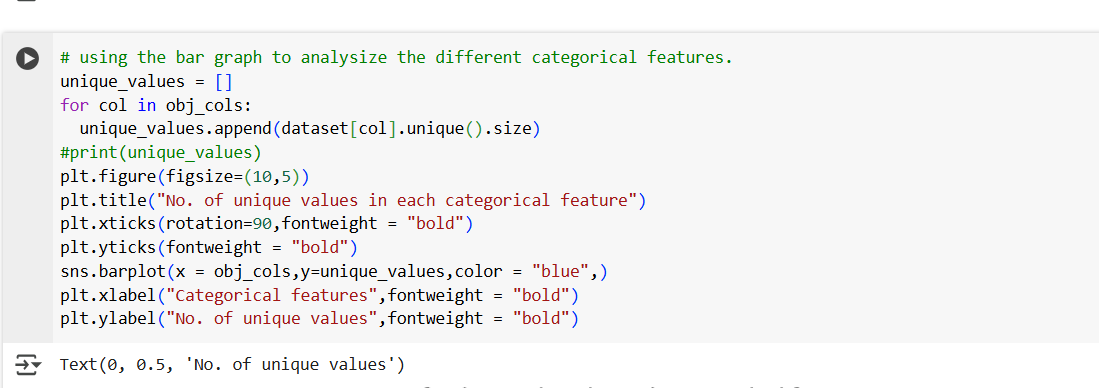 # using the bar graph to analysize the different categorical features.
unique_values = []
for col in obj_cols:
  unique_values.append(dataset[col].unique().size)
#print(unique_values)
plt.figure(figsize=(10,5))
plt.title("No. of unique values in each categorical feature")
plt.xticks(rotation=90,fontweight = "bold")
plt.yticks(fontweight = "bold")
sns.barplot(x = obj_cols,y=unique_values,color = "blue",)
plt.xlabel("Categorical features",fontweight = "bold")
plt.ylabel("No. of unique values",fontweight = "bold")
Text(0, 0.5, 'No. of unique values')